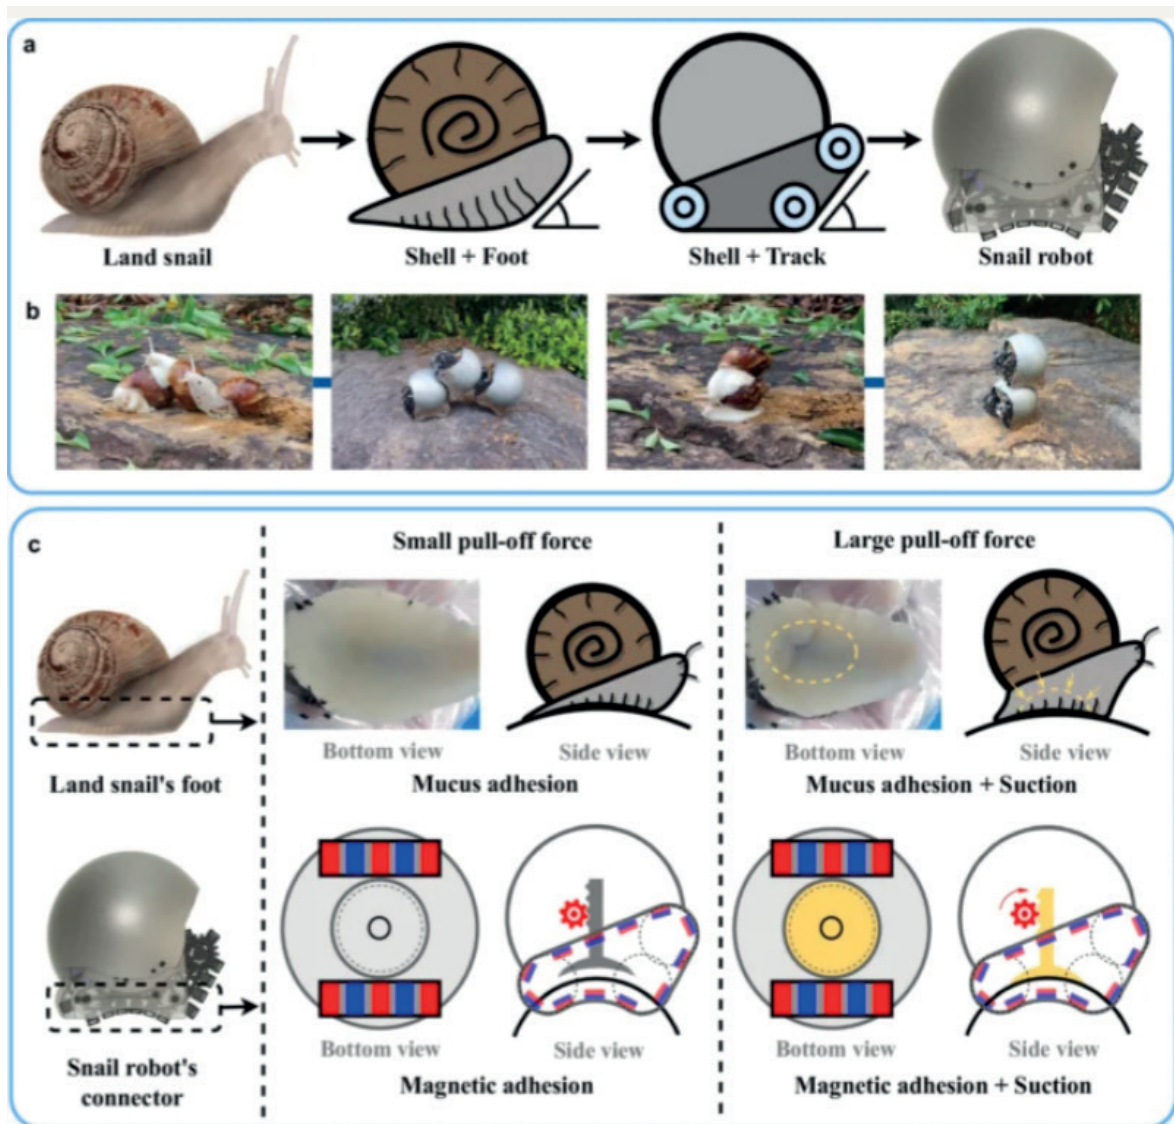 a
Land snail
Shell + Foot
Shell + Track
Snail robot
b
c
Small pull-off force
Large pull-off force
Bottom view
Side view
Bottom view
Side view
Land snail's foot
Mucus adhesion
Mucus adhesion + Suction
Bottom view
Side view
Bottom view
Side view
Snail robot's
connector
Magnetic adhesion
Magnetic adhesion + Suction